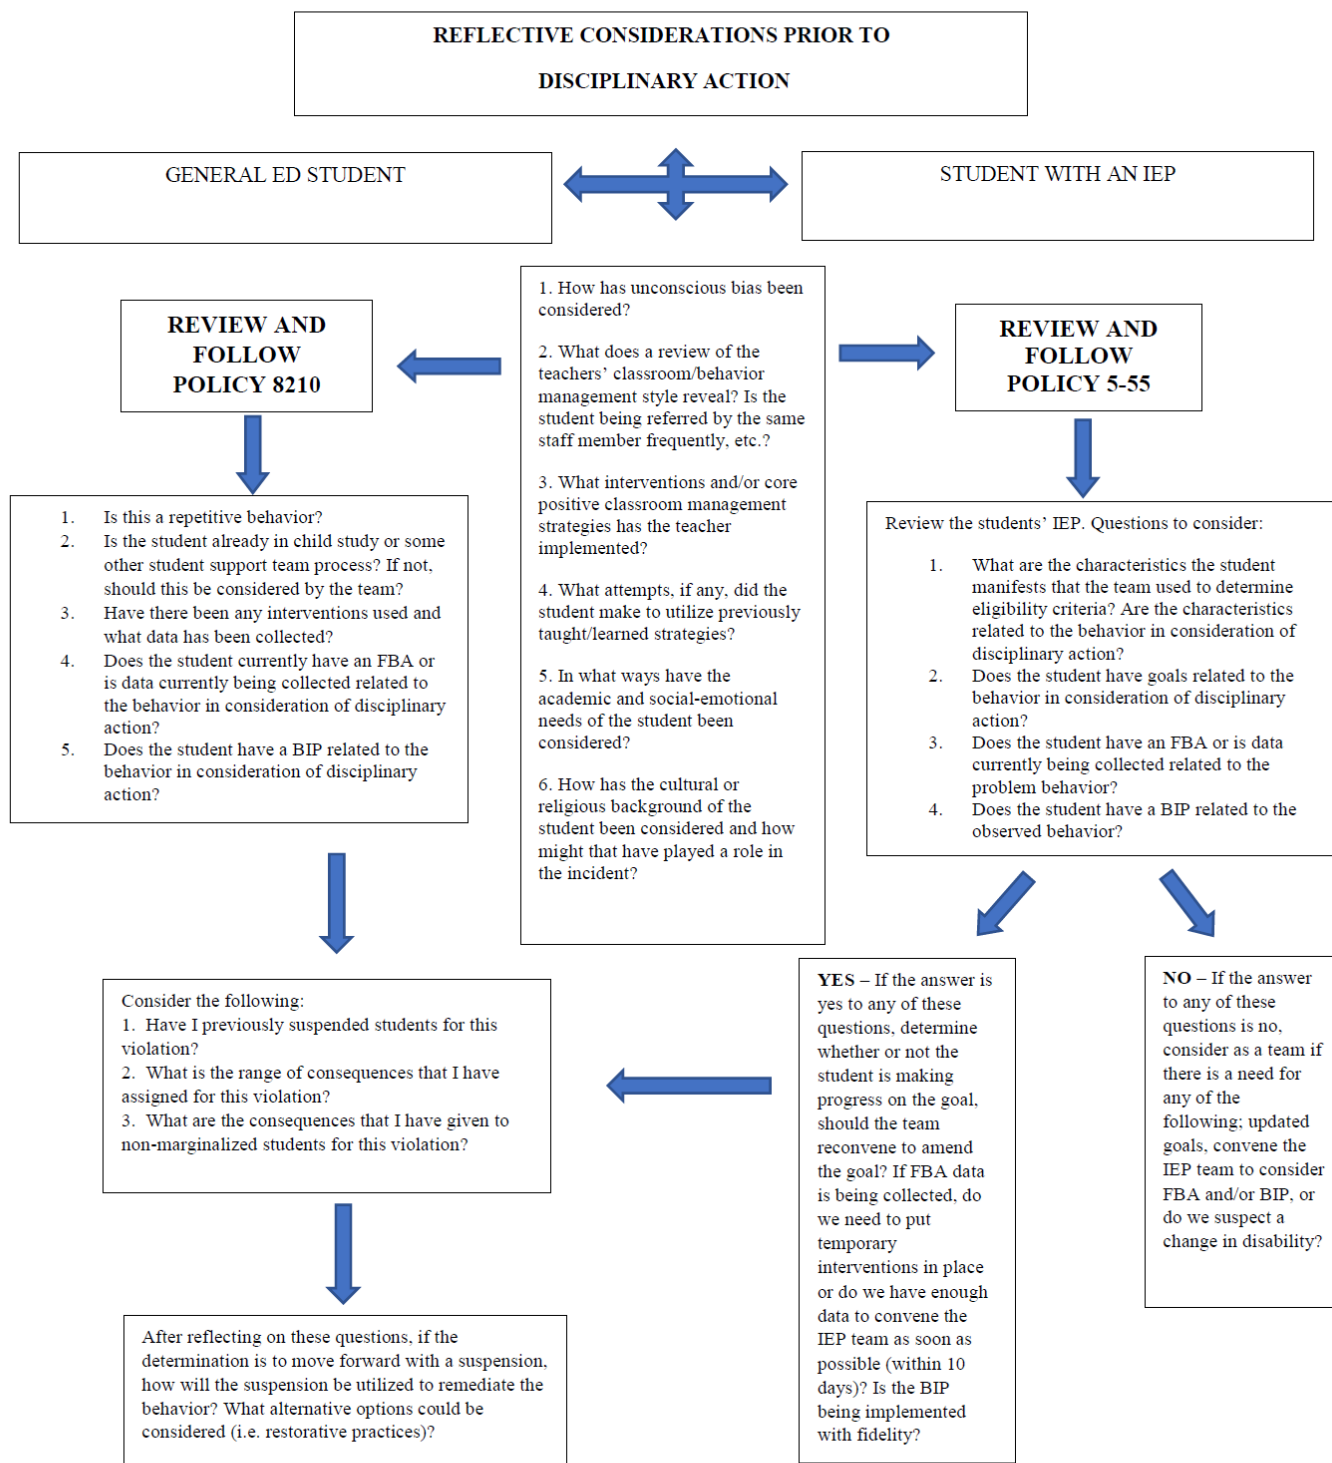 REFLECTIVE CONSIDERATIONS PRIOR TO
DISCIPLINARY ACTION
GENERAL ED STUDENT
STUDENT WITH AN IEP
REVIEW AND
FOLLOW
POLICY 8210
1. How has unconscious bias been
considered?
2. What does a review of the
teachers' classroom/behavior
management style reveal? Is the
student being referred by the same
staff member frequently, etc.?
3. What interventions and/or core
positive classroom management
strategies has the teacher
implemented?
4. What attempts, if any, did the
student make to utilize previously
taught/learned strategies?
5. In what ways have the
academic and social-emotional
needs of the student been
considered?
6. How has the cultural or
religious background of the
student been considered and how
might that have played a role in
the incident?
REVIEW AND
FOLLOW
POLICY 5-55
1. Is this a repetitive behavior?
2. Is the student already in child study or some
other student support team process? If not,
should this be considered by the team?
3. Have there been any interventions used and
what data has been collected?
4. Does the student currently have an FBA or
is data currently being collected related to
the behavior in consideration of disciplinary
action?
5. Does the student have a BIP related to the
behavior in consideration of disciplinary
action?
Review the students' IEP. Questions to consider:
1. What are the characteristics the student
manifests that the team used to determine
eligibility criteria? Are the characteristics
related to the behavior in consideration of
disciplinary action?
2. Does the student have goals related to the
behavior in consideration of disciplinary
action?
3. Does the student have an FBA or is data
currently being collected related to the
problem behavior?
4. Does the student have a BIP related to the
observed behavior?
Consider the following:
1. Have I previously suspended students for this
violation?
2. What is the range of consequences that I have
assigned for this violation?
3. What are the consequences that I have given to
non-marginalized students for this violation?
YES – If the answer is
yes to any of these
questions, determine
whether or not the
student is making
progress on the goal,
should the team
reconvene to amend
the goal? If FBA data
is being collected, do
we need to put
temporary
interventions in place
or do we have enough
data to convene the
IEP team as soon as
possible (within 10
days)? Is the BIP
being implemented
with fidelity?
NO – If the answer
to any of these
questions is no,
consider as a team if
there is a need for
any of the
following; updated
goals, convene the
IEP team to consider
FBA and/or BIP, or
do we suspect a
change in disability?
After reflecting on these questions, if the
determination is to move forward with a suspension,
how will the suspension be utilized to remediate the
behavior? What alternative options could be
considered (i.e. restorative practices)?